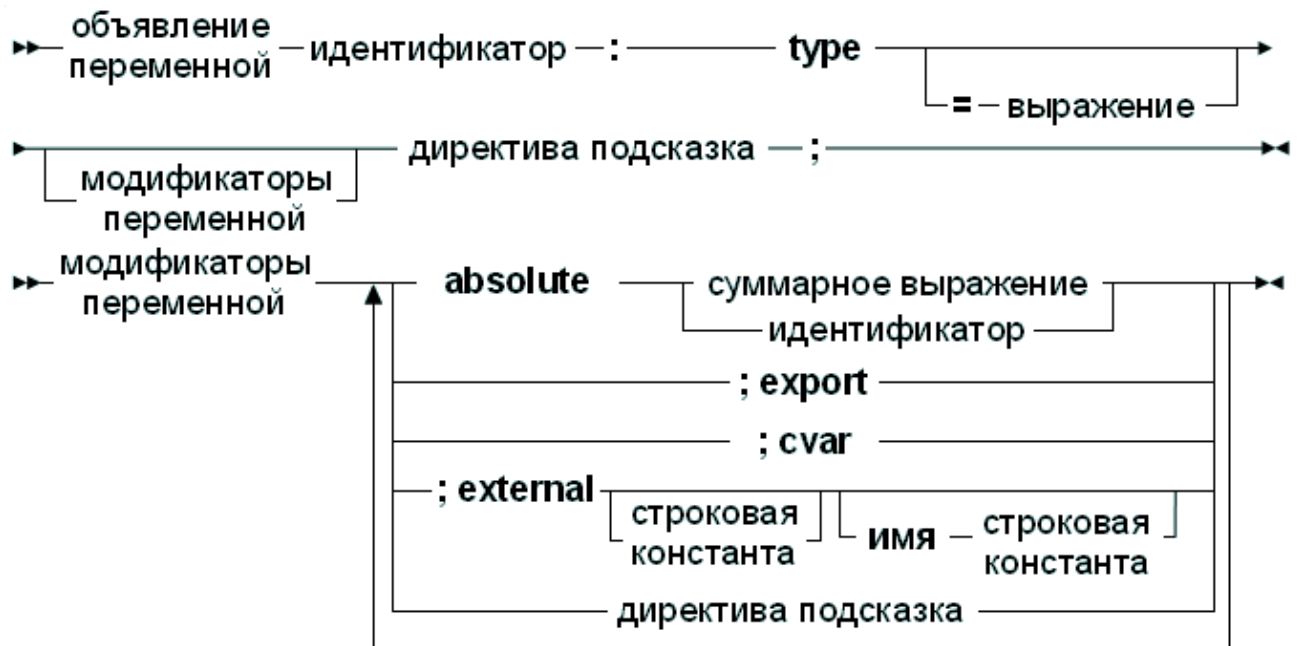 объявление переменной идентификатор : type
= выражение
директива подсказка ;
модификаторы переменной
модификаторы переменной absolute суммарное выражение
идентификатор
; export
; cvar
; external строковая константа имя строковая константа
директива подсказка